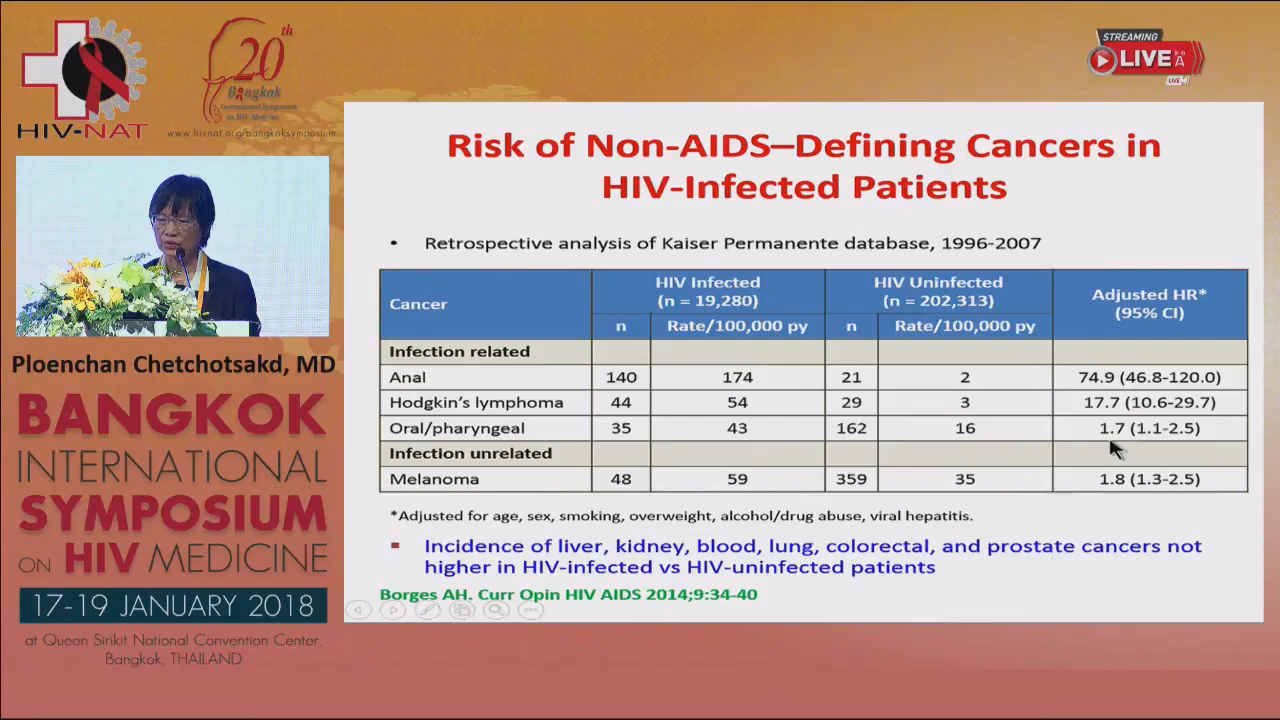 HIV-NAT
20th
Bangkok
International Symposium
on HIV Medicine
www.hivnat.org/bangkoksymposium
STREAMING
LIVE
LIVE
Ploenchan Chetchotsakd, MD
BANGKOK
INTERNATIONAL
SYMPOSIUM
ON HIV MEDICINE
17-19 JANUARY 2018
at Queen Sirikit National Convention Center,
Bangkok, THAILAND
Risk of Non-AIDS–Defining Cancers in
HIV-Infected Patients
• Retrospective analysis of Kaiser Permanente database, 1996-2007
Cancer
HIV Infected
(n = 19,280)
HIV Uninfected
(n = 202,313)
Adjusted HR*
(95% CI)
n Rate/100,000 py n Rate/100,000 py
Infection related
Anal 140 174 21 2 74.9 (46.8-120.0)
Hodgkin's lymphoma 44 54 29 3 17.7 (10.6-29.7)
Oral/pharyngeal 35 43 162 16 1.7 (1.1-2.5)
Infection unrelated
Melanoma 48 59 359 35 1.8 (1.3-2.5)
*Adjusted for age, sex, smoking, overweight, alcohol/drug abuse, viral hepatitis.
Incidence of liver, kidney, blood, lung, colorectal, and prostate cancers not
higher in HIV-infected vs HIV-uninfected patients
Borges AH. Curr Opin HIV AIDS 2014;9:34-40